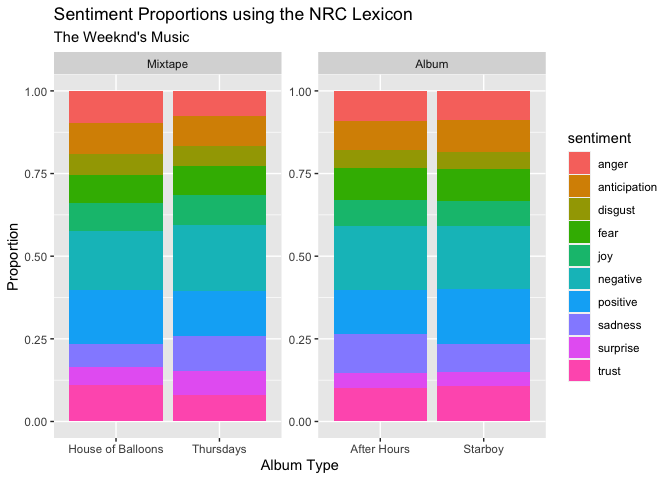 Sentiment Proportions using the NRC Lexicon
The Weeknd's Music
Mixtape
Album
1.00
0.75
0.50
0.25
0.00
1.00
0.75
0.50
0.25
0.00
Proportion
House of Balloons
Thursdays
After Hours
Starboy
Album Type
sentiment
anger
anticipation
disgust
fear
joy
negative
positive
sadness
surprise
trust